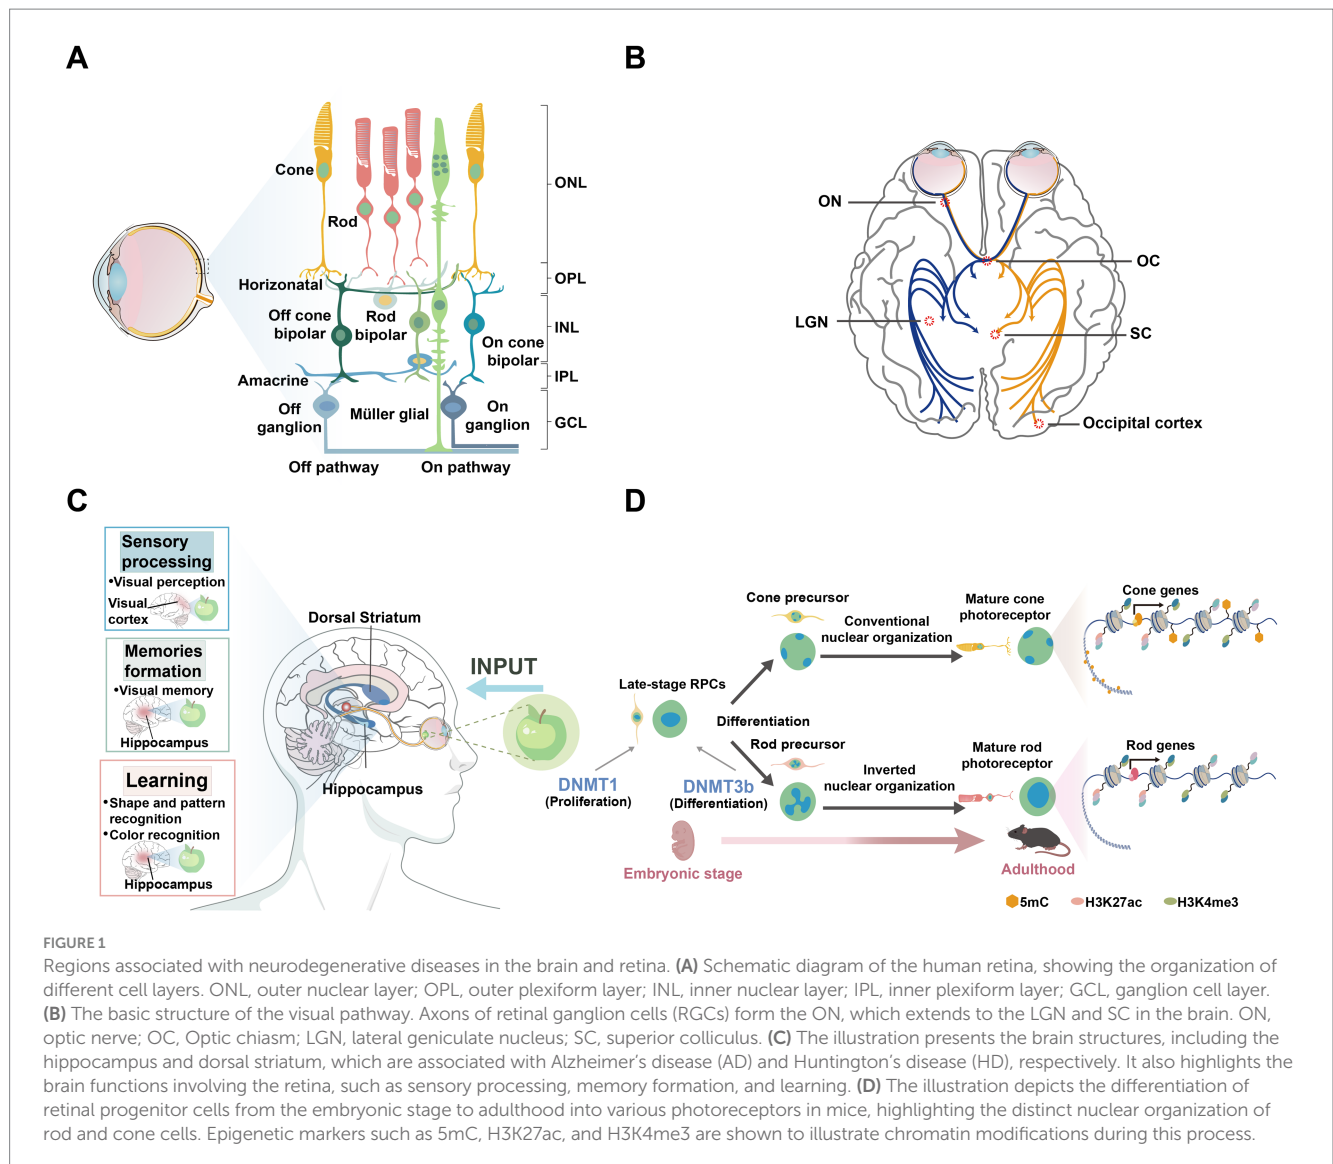 A
Cone
Rod
Horizonatal
Off cone
bipolar
Rod
bipolar
On cone
bipolar
Amacrine
Off
ganglion
Müller glial
On
ganglion
Off pathway
On pathway
ONL
OPL
INL
IPL
GCL
B
ON
OC
LGN
SC
Occipital cortex
C
Sensory
processing
•Visual perception
Visual
cortex
Memories
formation
•Visual memory
Hippocampus
Learning
•Shape and pattern
recognition
•Color recognition
Hippocampus
Dorsal Striatum
Hippocampus
INPUT
D
Late-stage RPCs
DNMT1
(Proliferation)
DNMT3b
(Differentiation)
Differentiation
Cone precursor
Conventional
nuclear organization
Mature cone
photoreceptor
Cone genes
Rod precursor
Inverted
nuclear organization
Mature rod
photoreceptor
Rod genes
Embryonic stage
Adulthood
5mC
H3K27ac
H3K4me3
FIGURE 1
Regions associated with neurodegenerative diseases in the brain and retina. (A) Schematic diagram of the human retina, showing the organization of
different cell layers. ONL, outer nuclear layer; OPL, outer plexiform layer; INL, inner nuclear layer; IPL, inner plexiform layer; GCL, ganglion cell layer.
(B) The basic structure of the visual pathway. Axons of retinal ganglion cells (RGCs) form the ON, which extends to the LGN and SC in the brain. ON,
optic nerve; OC, Optic chiasm; LGN, lateral geniculate nucleus; SC, superior colliculus. (C) The illustration presents the brain structures, including the
hippocampus and dorsal striatum, which are associated with Alzheimer's disease (AD) and Huntington's disease (HD), respectively. It also highlights the
brain functions involving the retina, such as sensory processing, memory formation, and learning. (D) The illustration depicts the differentiation of
retinal progenitor cells from the embryonic stage to adulthood into various photoreceptors in mice, highlighting the distinct nuclear organization of
rod and cone cells. Epigenetic markers such as 5mC, H3K27ac, and H3K4me3 are shown to illustrate chromatin modifications during this process.